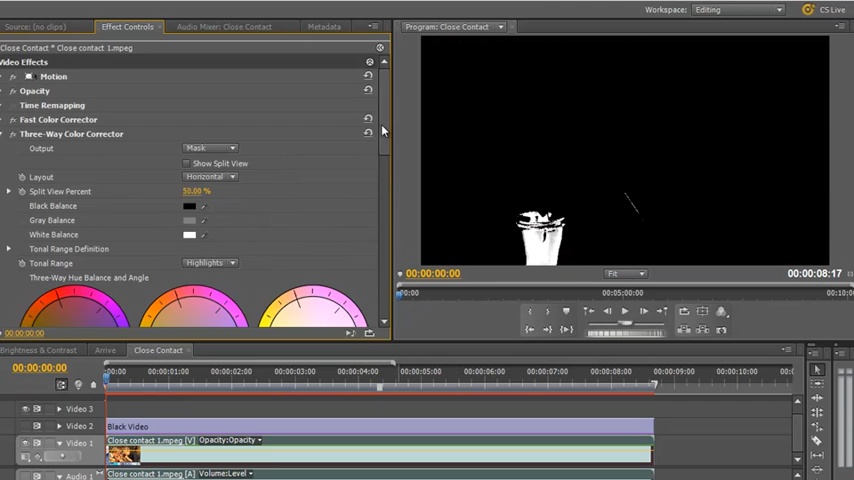 Workspace: Editing CS Live
Source: (no clips) Effect Controls Audio Mixer: Close Contact Metadata Program: Close Contact
Close Contact * Close contact 1.mpeg
Video Effects
fx Motion
fx Opacity
Time Remapping
fx Fast Color Corrector
fx Three-Way Color Corrector
Output Mask
Show Split View
Layout Horizontal
Split View Percent 50.00 %
Black Balance
Gray Balance
White Balance
Tonal Range Definition
Tonal Range Highlights
Three-Way Hue Balance and Angle
00:00:00:00
00:00:00:00 Fit 00:00:08:17
00:00 00:05:00:00 00:10:0
Brightness & Contrast Arrive Close Contact
00:00:00:00
:00:00 00:00:01:00 00:00:02:00 00:00:03:00 00:00:04:00 00:00:05:00 00:00:06:00 00:00:07:00 00:00:08:00 00:00:09:00 00:0
Video 3
Video 2 Black Video
Video 1 Close contact 1.mpeg [V] Opacity:Opacity
Audio 1 Close contact 1.mpeg [A] Volume:Level